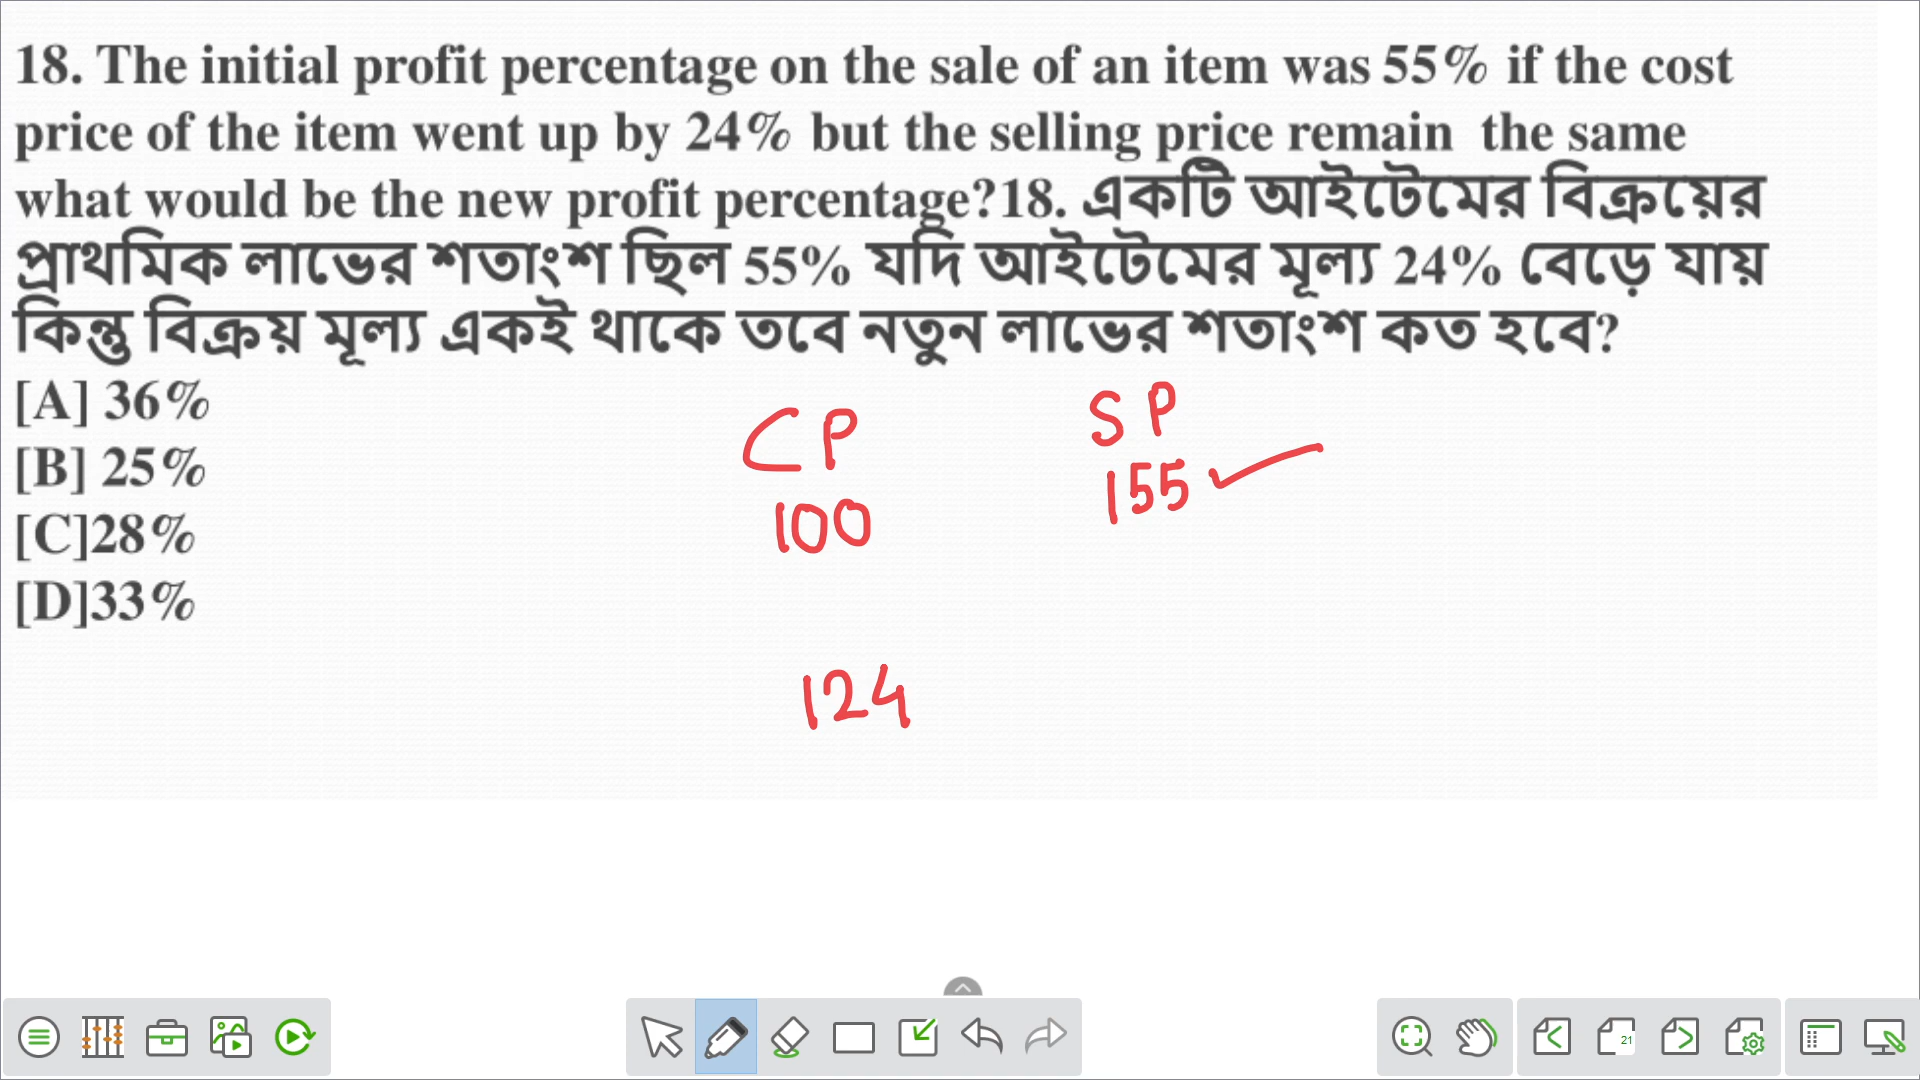 18. The initial profit percentage on the sale of an item was 55% if the cost
price of the item went up by 24% but the selling price remain the same
what would be the new profit percentage?18. একটি আইটেমের বিক্রয়ের
প্রাথমিক লাভের শতাংশ ছিল 55% যদি আইটেমের মূল্য 24% বেড়ে যায়
কিন্তু বিক্রয় মূল্য একই থাকে তবে নতুন লাভের শতাংশ কত হবে?
[A] 36%
[B] 25%
[C]28%
[D]33%
CP SP
100 155
124
21